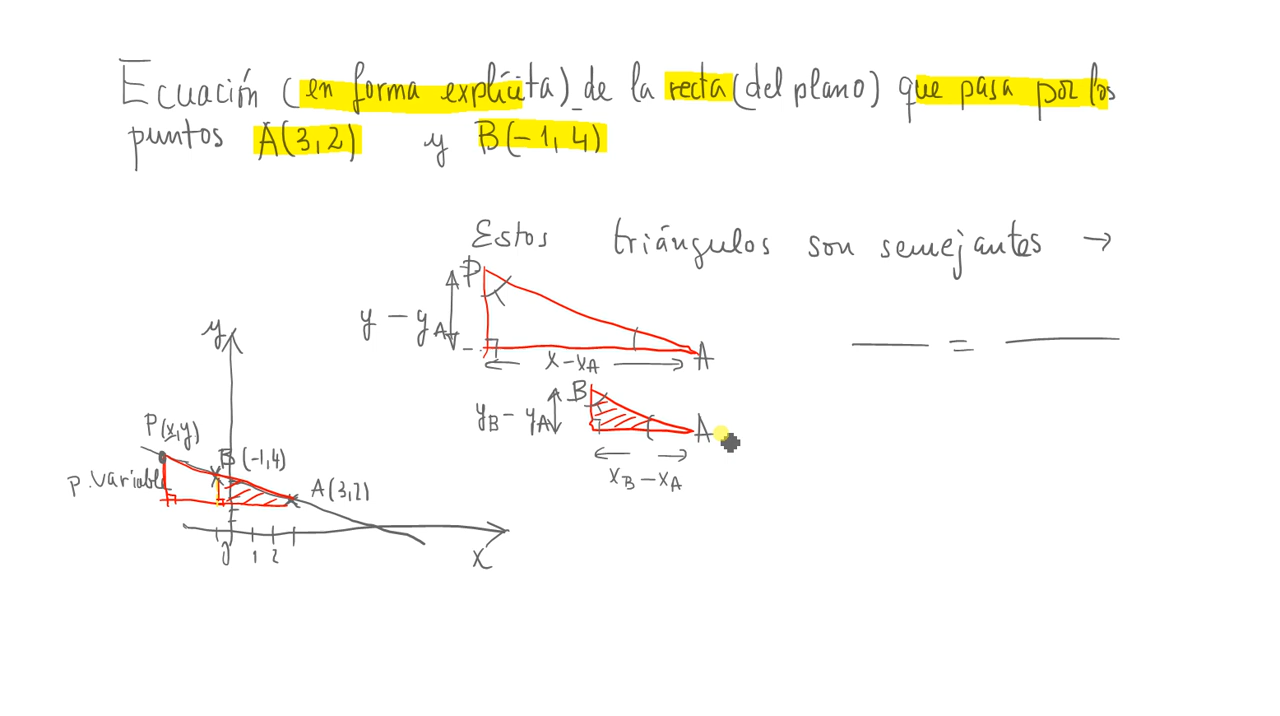 Ecuación (en forma explícita) de la recta (del plano) que pasa por los
puntos A(3,2) y B(-1,4)
Estos triángulos son semejantes →
P
y - yA
x - xA
A
— = —
B
yB - yA
A
xB - xA
y
P(x,y)
B(-1,4)
P. Variable
A(3,2)
0 1 2
x